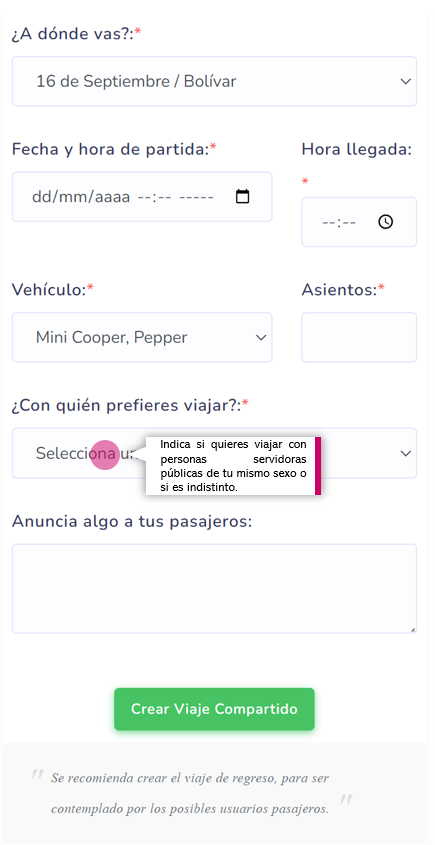 ¿A dónde vas?:*
16 de Septiembre / Bolívar
Fecha y hora de partida:*
Hora llegada:
*
dd/mm/aaaa --:-- -----
--:--
Vehículo:*
Asientos:*
Mini Cooper, Pepper
¿Con quién prefieres viajar?:*
Selecciona
Indica si quieres viajar con
personas servidoras
públicas de tu mismo sexo o
si es indistinto.
Anuncia algo a tus pasajeros:
Crear Viaje Compartido
" Se recomienda crear el viaje de regreso, para ser
contemplado por los posibles usuarios pasajeros. "